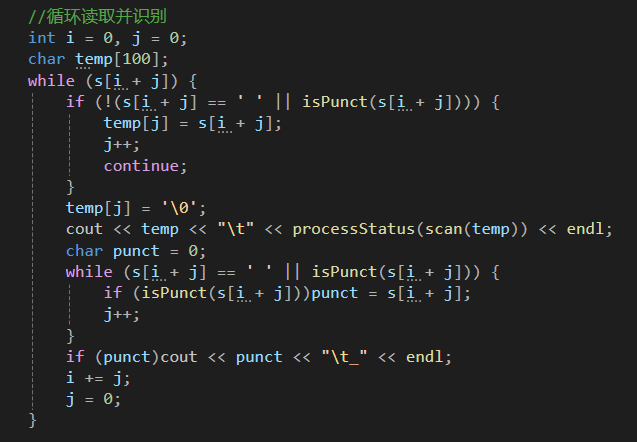 //循环读取并识别
int i = 0, j = 0;
char temp[100];
while (s[i + j]) {
if (!(s[i + j] == ' ' || isPunct(s[i + j]))) {
temp[j] = s[i + j];
j++;
continue;
}
temp[j] = '\0';
cout << temp << "\t" << processStatus(scan(temp)) << endl;
char punct = 0;
while (s[i + j] == ' ' || isPunct(s[i + j])) {
if (isPunct(s[i + j]))punct = s[i + j];
j++;
}
if (punct)cout << punct << "\t_" << endl;
i += j;
j = 0;
}